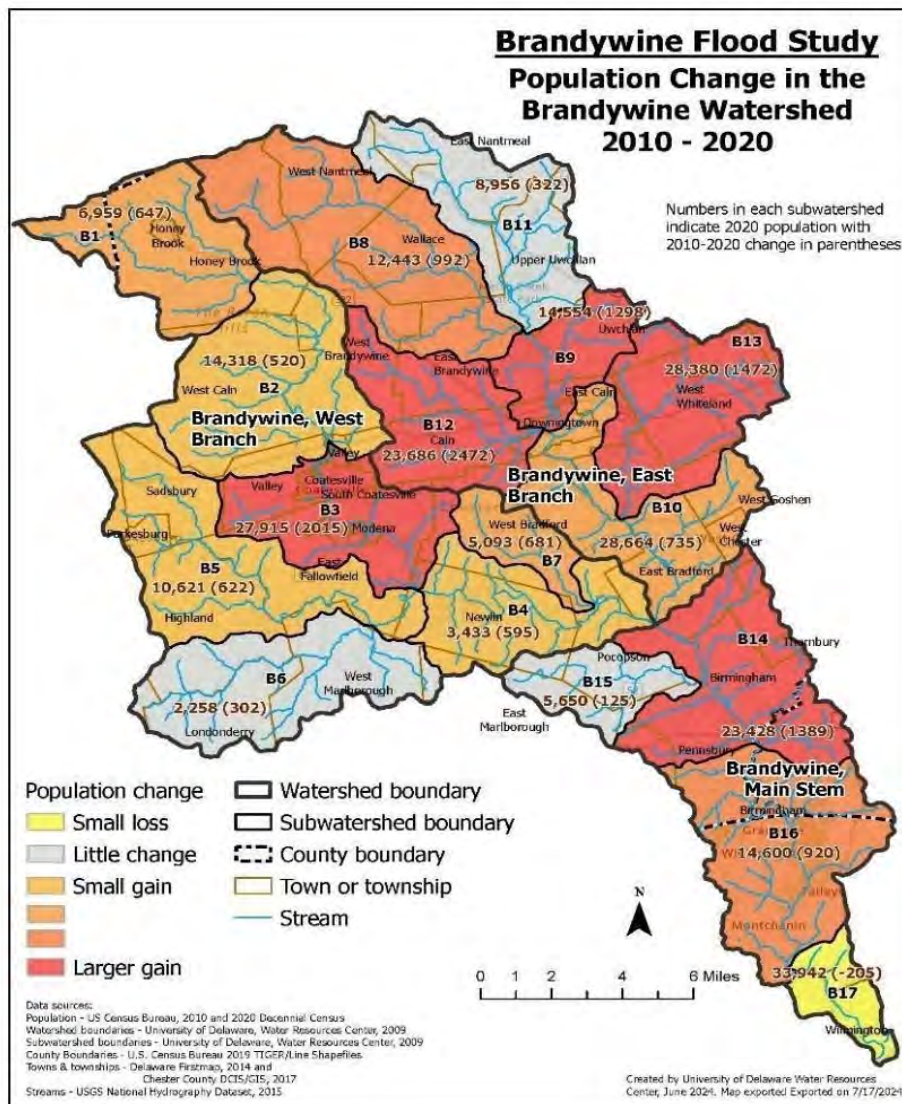 Brandywine Flood Study
Population Change in the
Brandywine Watershed
2010 - 2020
Numbers in each subwatershed
indicate 2020 population with
2010-2020 change in parentheses
East Nantmeal
West Nantmeal
8,956 (322)
B11
6,959 (647)
B1
Honey
Brook
Honey Brook
B8
Wallace
12,443 (992)
Upper Uwchlan
14,554 (1298)
Uwchlan
B9
B13
28,380 (1472)
West
Whiteland
West
Brandywine
East
Brandywine
14,318 (520)
B2
West Caln
Brandywine, West
Branch
East Caln
Downingtown
B12
Caln
23,686 (2472)
Brandywine, East
Branch
Valley
Sadsbury
Valley
Coatesville
South Coatesville
B3
27,915 (2015)
Modena
Parkesburg
West Goshen
B10
West
Chester
West Bradford
5,093 (681)
B7
28,664 (735)
East Bradford
B5
10,621 (622)
East
Fallowfield
Highland
Newlin
B4
3,433 (595)
B14
Thornbury
Birmingham
Pocopson
B15
5,650 (125)
B6
West
Marlborough
2,258 (302)
Londonderry
East
Marlborough
23,428 (1389)
Pennsbury
Brandywine,
Main Stem
Birmingham
B16
14,600 (920)
Talleys
Montchanin
33,942 (-205)
B17
Wilmington
Population change
Small loss
Little change
Small gain
Larger gain
Watershed boundary
Subwatershed boundary
County boundary
Town or township
Stream
N
0 1 2 4 6 Miles
Data sources:
Population - US Census Bureau, 2010 and 2020 Decennial Census
Watershed boundaries - University of Delaware, Water Resources Center, 2009
Subwatershed boundaries - University of Delaware, Water Resources Center, 2009
County Boundaries - U.S. Census Bureau 2019 TIGER/Line Shapefiles
Towns & townships - Delaware Firstmap, 2014 and
Chester County DCIS/GIS, 2017
Streams - USGS National Hydrography Dataset, 2015
Created by University of Delaware Water Resources
Center, June 2024. Map exported Exported on 7/17/2024